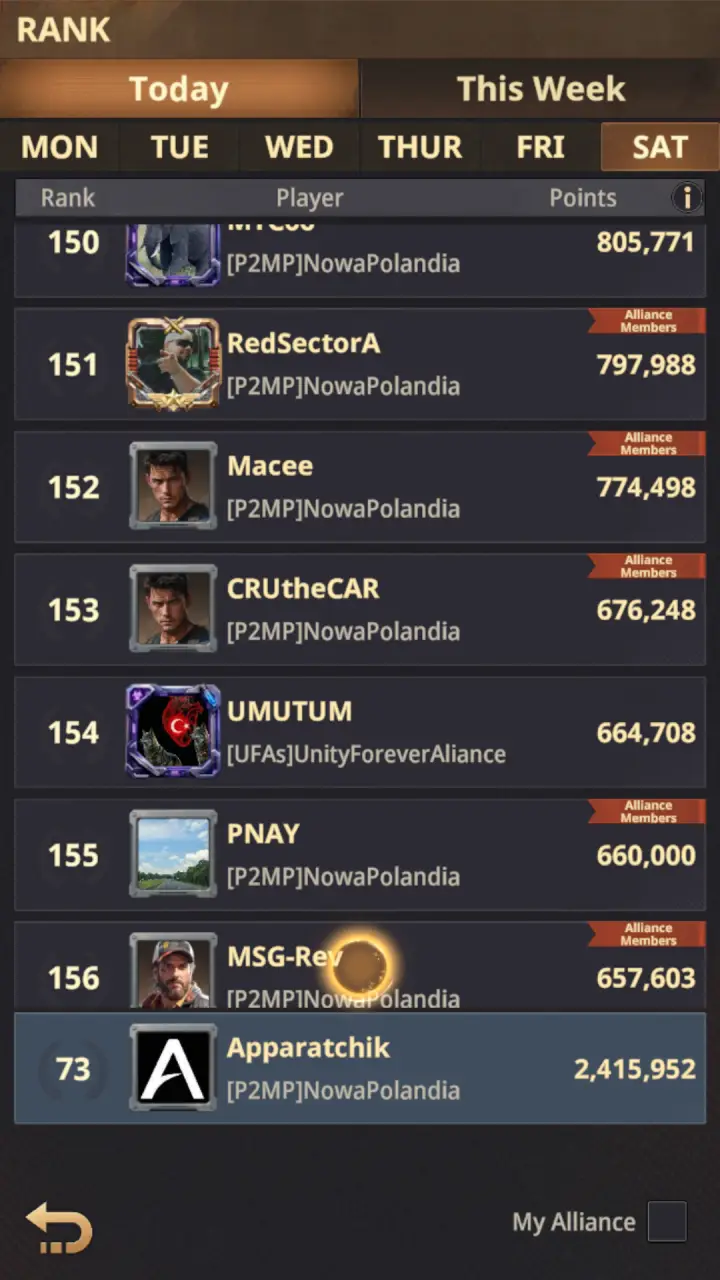 RANK
Today
This Week
MON TUE WED THUR FRI SAT
Rank Player Points i
150
805,771
[P2MP]NowaPolandia
Alliance
Members
RedSectorA
151
797,988
[P2MP]NowaPolandia
Alliance
Members
Macee
152
774,498
[P2MP]NowaPolandia
Alliance
Members
CRUtheCAR
153
676,248
[P2MP]NowaPolandia
UMUTUM
154
664,708
[UFAs]UnityForeverAliance
Alliance
Members
PNAY
155
660,000
[P2MP]NowaPolandia
Alliance
Members
MSG-Rev
156
657,603
[P2MP]NowaPolandia
Apparatchik
73
2,415,952
[P2MP]NowaPolandia
My Alliance